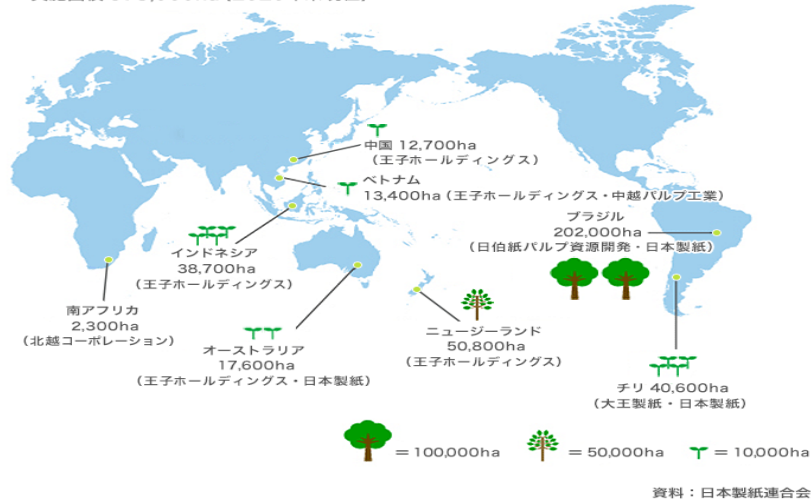 中国 12,700ha
(王子ホールディングス)
ベトナム
13,400ha (王子ホールディングス・中越パルプ工業)
ブラジル
202,000ha
(日伯紙パルプ資源開発・日本製紙)
インドネシア
38,700ha
(王子ホールディングス)
南アフリカ
2,300ha
(北越コーポレーション)
オーストラリア
17,600ha
(王子ホールディングス・日本製紙)
ニュージーランド
50,800ha
(王子ホールディングス)
チリ 40,600ha
(大王製紙・日本製紙)
=100,000ha
=50,000ha
=10,000ha
資料:日本製紙連合会